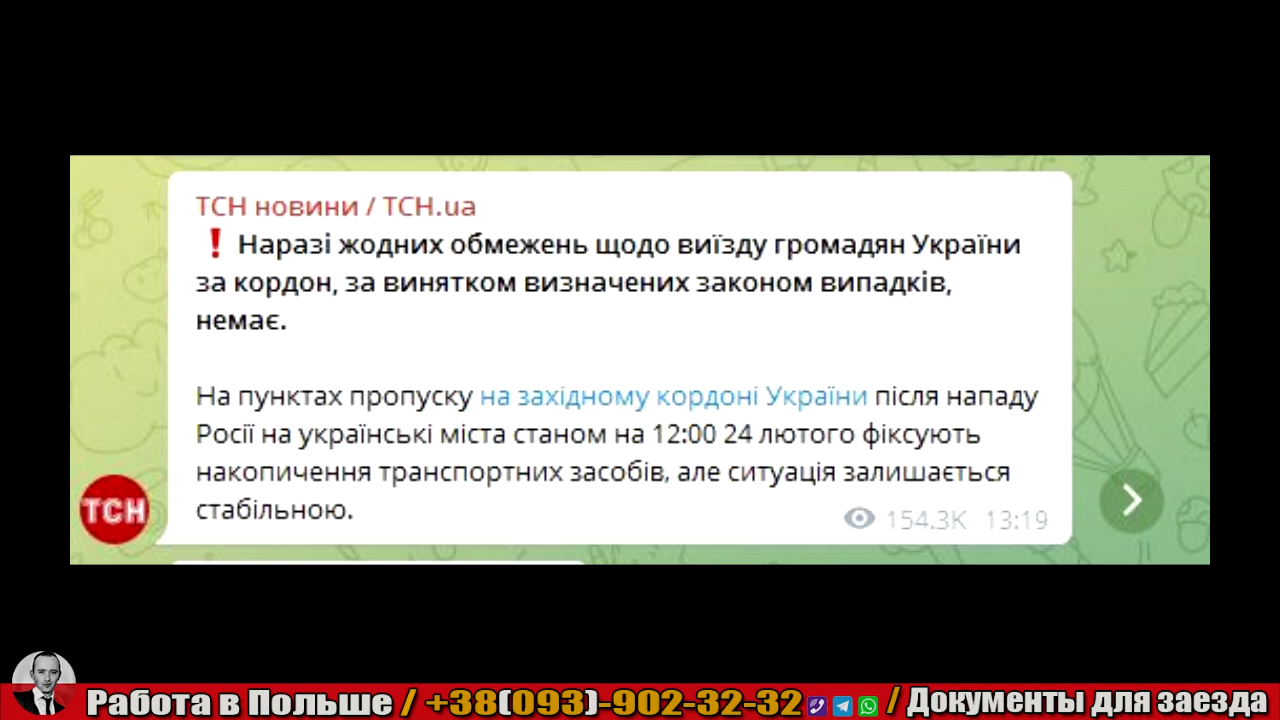 ТСН новини / ТСН.ua
❗ Наразі жодних обмежень щодо виїзду громадян України
за кордон, за винятком визначених законом випадків,
немає.
На пунктах пропуску на західному кордоні України після нападу
Росії на українські міста станом на 12:00 24 лютого фіксують
накопичення транспортних засобів, але ситуація залишається
стабільною.
154.3K 13:19
ТСН
Работа в Польше / +38(093)-902-32-32 / Документы для заезда